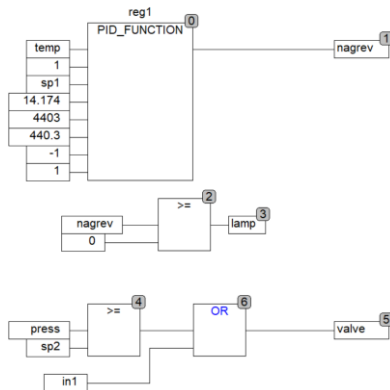 reg1
0
PID_FUNCTION
temp
1
nagrev
1
sp1
14.174
4403
440.3
-1
1
2
>=
3
nagrev
lamp
0
4
6
>=
OR
5
press
valve
sp2
in1